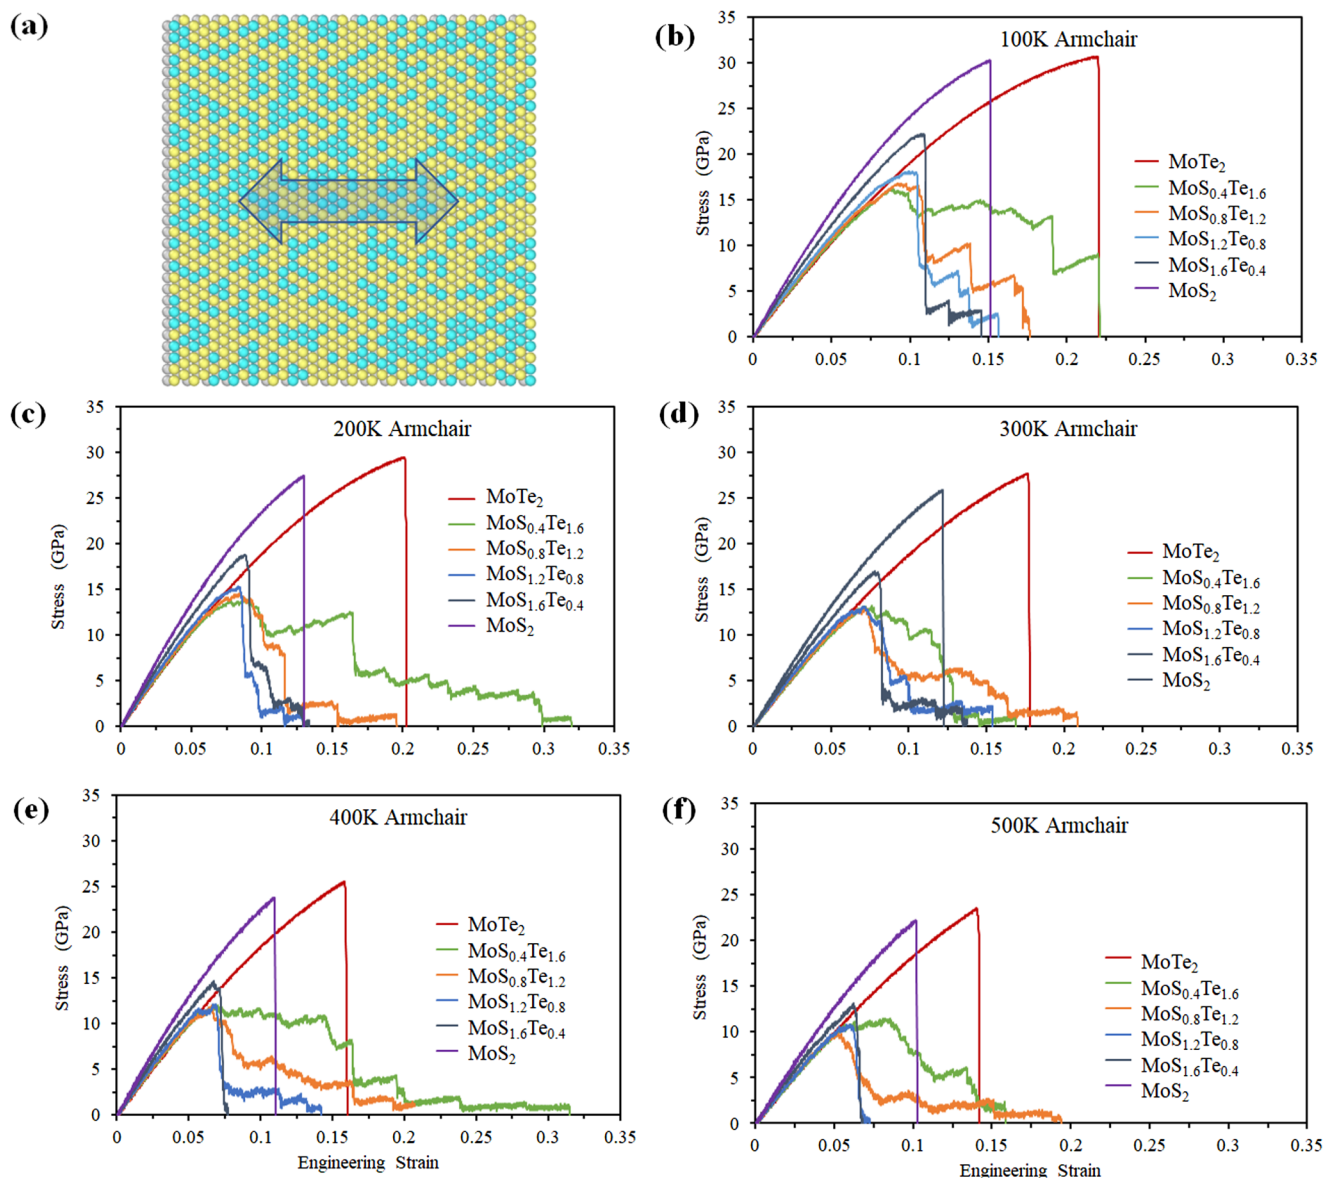 (a)
(b)
100K Armchair
Stress (GPa)
35
30
25
20
15
10
5
0
0
0.05
0.1
0.15
0.2
0.25
0.3
0.35
MoTe2
MoS0.4Te1.6
MoS0.8Te1.2
MoS1.2Te0.8
MoS1.6Te0.4
MoS2
(c)
200K Armchair
Stress (GPa)
35
30
25
20
15
10
5
0
0
0.05
0.1
0.15
0.2
0.25
0.3
0.35
MoTe2
MoS0.4Te1.6
MoS0.8Te1.2
MoS1.2Te0.8
MoS1.6Te0.4
MoS2
(d)
300K Armchair
Stress (GPa)
35
30
25
20
15
10
5
0
0
0.05
0.1
0.15
0.2
0.25
0.3
0.35
MoTe2
MoS0.4Te1.6
MoS0.8Te1.2
MoS1.2Te0.8
MoS1.6Te0.4
MoS2
(e)
400K Armchair
Stress (GPa)
35
30
25
20
15
10
5
0
0
0.05
0.1
0.15
0.2
0.25
0.3
0.35
Engineering Strain
MoTe2
MoS0.4Te1.6
MoS0.8Te1.2
MoS1.2Te0.8
MoS1.6Te0.4
MoS2
(f)
500K Armchair
Stress (GPa)
35
30
25
20
15
10
5
0
0
0.05
0.1
0.15
0.2
0.25
0.3
0.35
Engineering Strain
MoTe2
MoS0.4Te1.6
MoS0.8Te1.2
MoS1.2Te0.8
MoS1.6Te0.4
MoS2